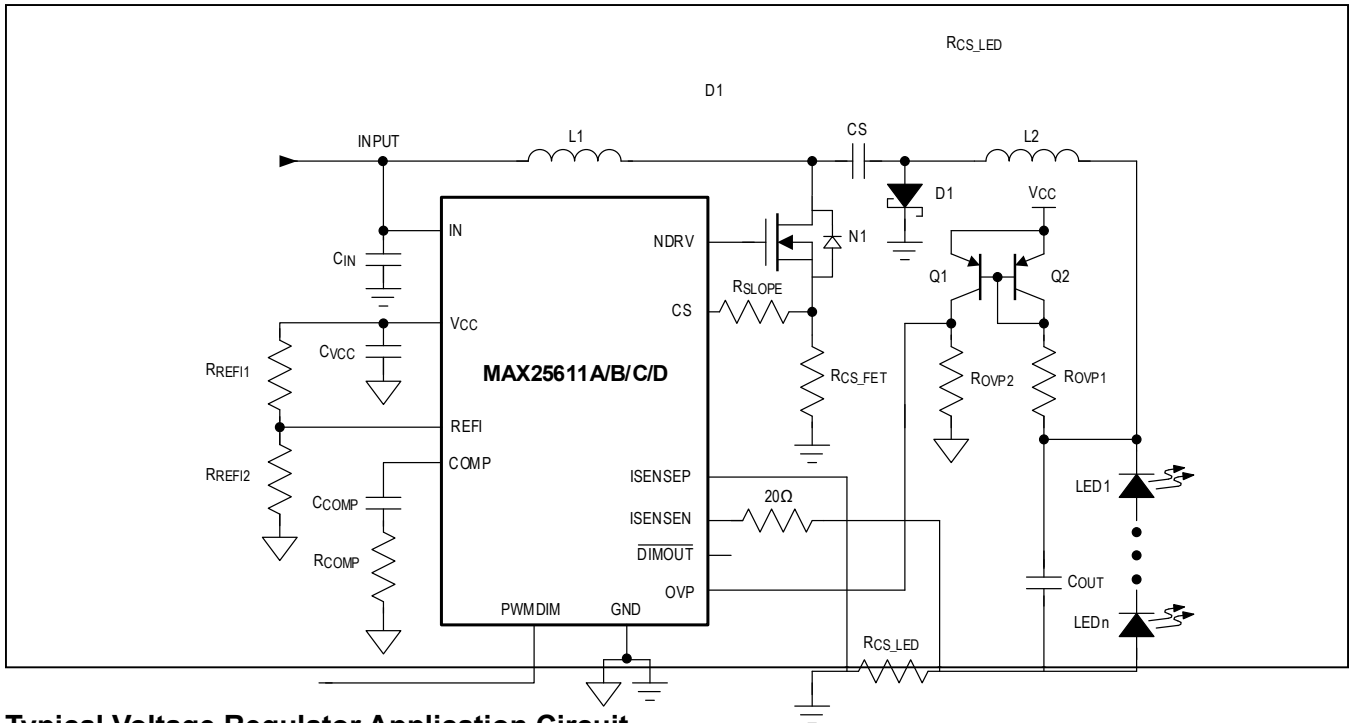 RCS_LED
D1
INPUT
L1
CS
L2
D1
VCC
IN
NDRV
N1
CIN
Q1
Q2
RSLOPE
CS
VCC
CVCC
RREFI1
MAX25611A/B/C/D
RCS_FET
ROVP2
ROVP1
REFI
COMP
RREFI2
CCOMP
ISENSEP
LED1
20Ω
ISENSEN
RCOMP
DIMOUT
COUT
OVP
PWMDIM
GND
LEDn
RCS_LED
Typical Voltage Regulator Application Circuit